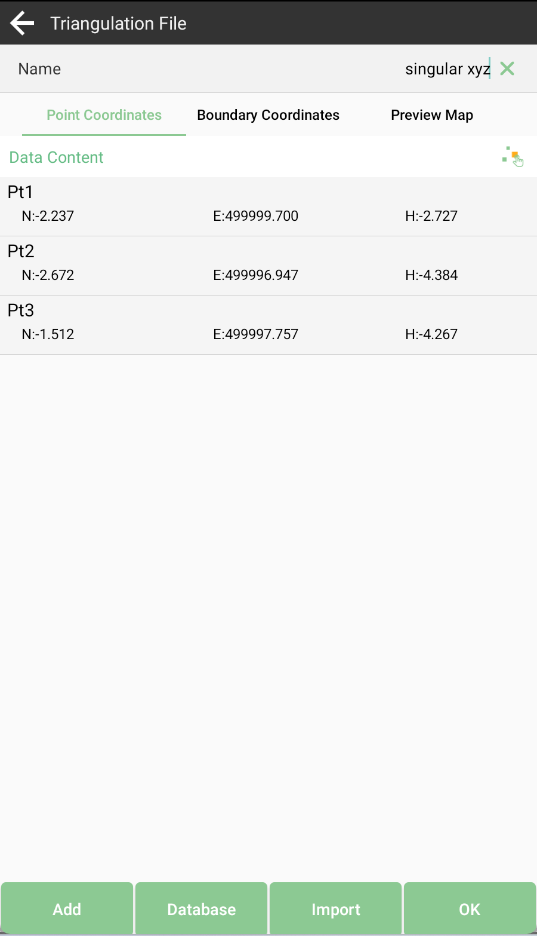 Triangulation File
Name singular xyz
Point Coordinates Boundary Coordinates Preview Map
Data Content
Pt1
N:-2.237 E:499999.700 H:-2.727
Pt2
N:-2.672 E:499996.947 H:-4.384
Pt3
N:-1.512 E:499997.757 H:-4.267
Add Database Import OK